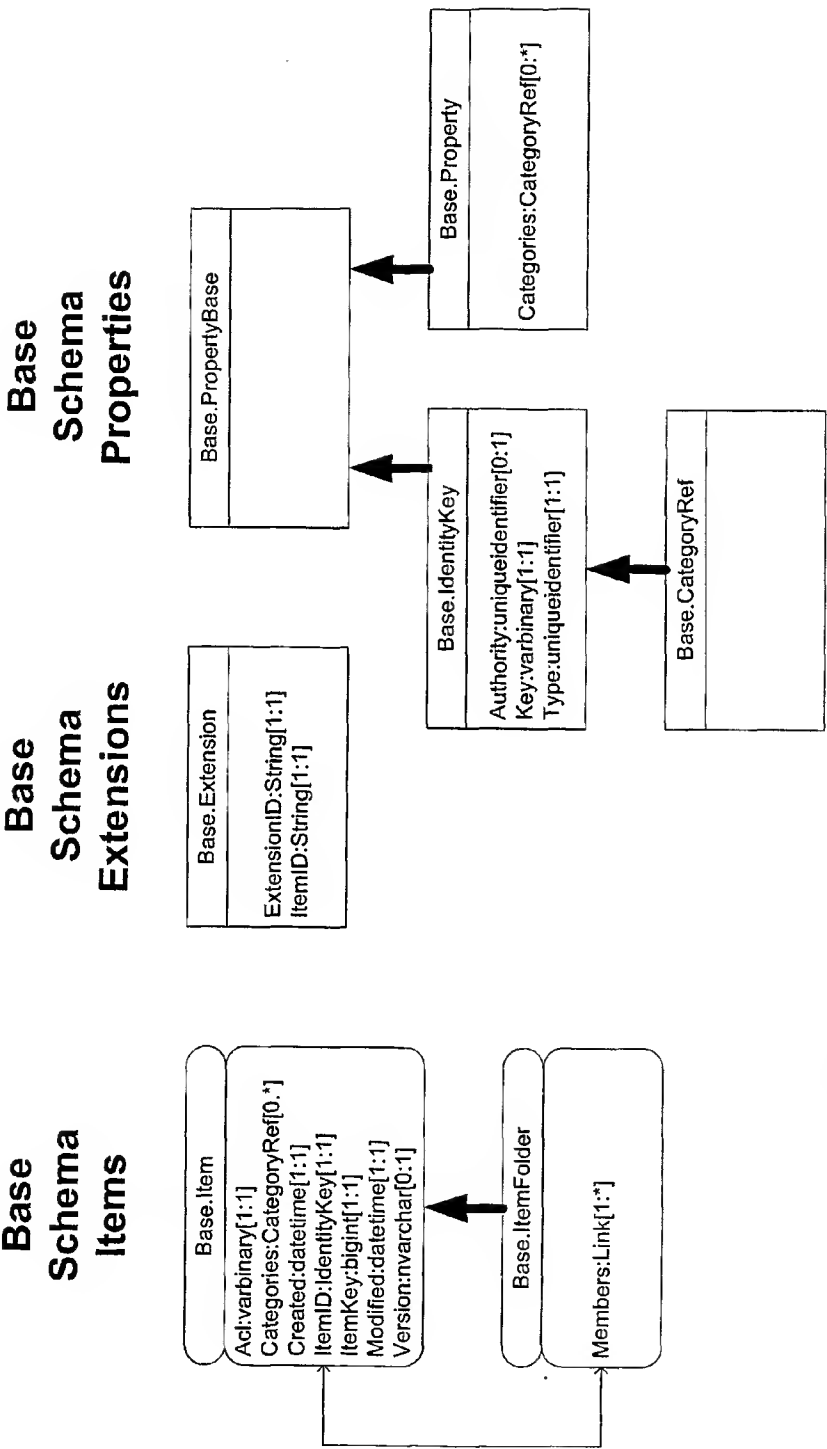 Base
Schema
Items
Base.Item
Acl:varbinary[1:1]
Categories:CategoryRef[0.*]
Created:datetime[1:1]
ItemID:IdentityKey[1:1]
ItemKey:bigint[1:1]
Modified:datetime[1:1]
Version:nvarchar[0:1]
Base.ItemFolder
Members:Link[1:*]
Base
Schema
Extensions
Base.Extension
ExtensionID:String[1:1]
ItemID:String[1:1]
Base
Schema
Properties
Base.PropertyBase
Base.IdentityKey
Authority:uniqueidentifier[0:1]
Key:varbinary[1:1]
Type:uniqueidentifier[1:1]
Base.Property
Categories:CategoryRef[0:*]
Base.CategoryRef